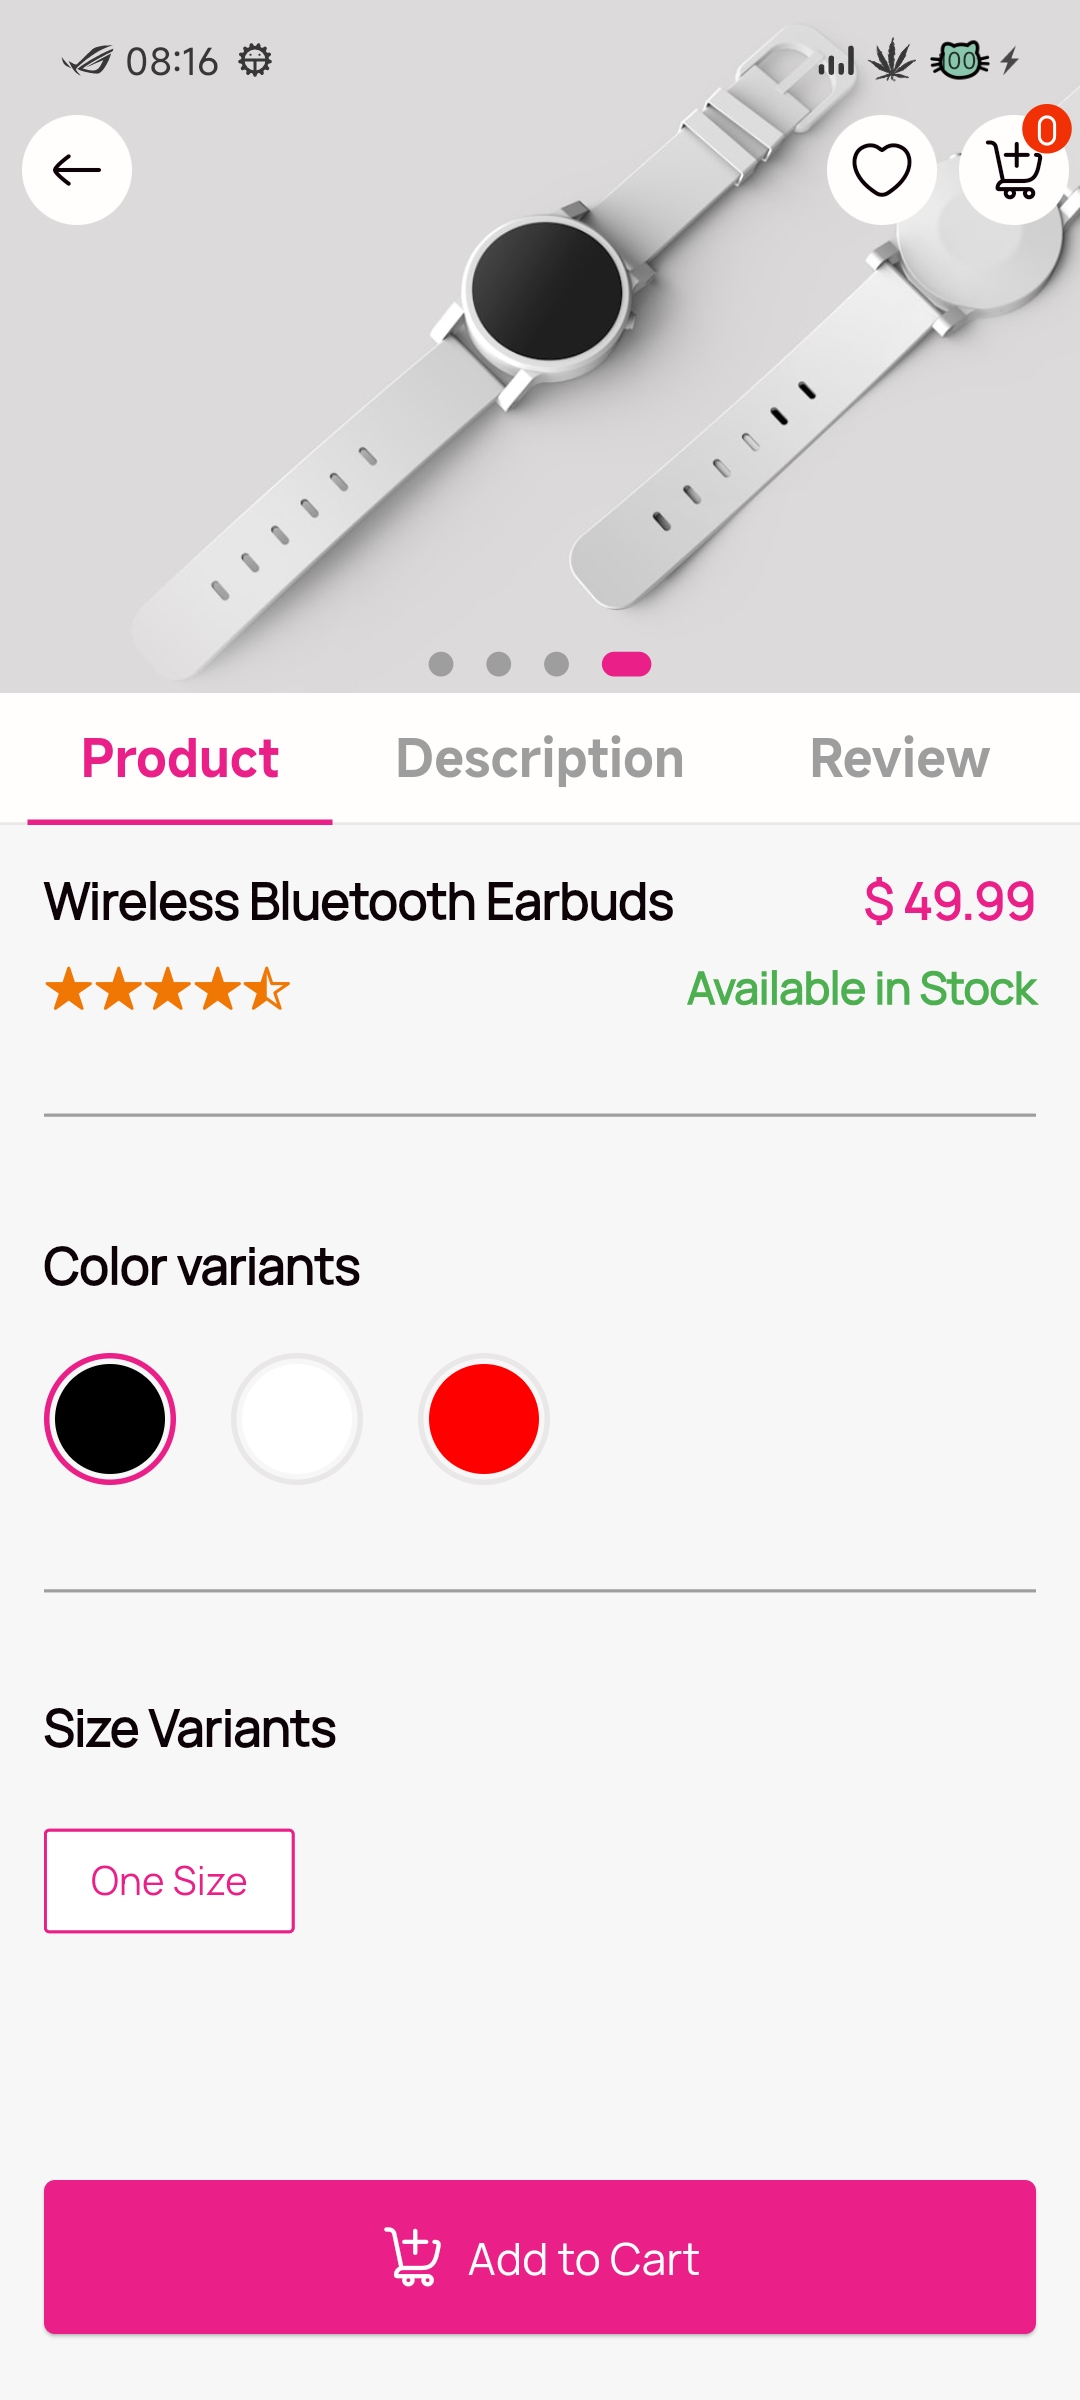 08:16
0
Product Description Review
Wireless Bluetooth Earbuds $ 49.99
Available in Stock
Color variants
Size Variants
One Size
Add to Cart